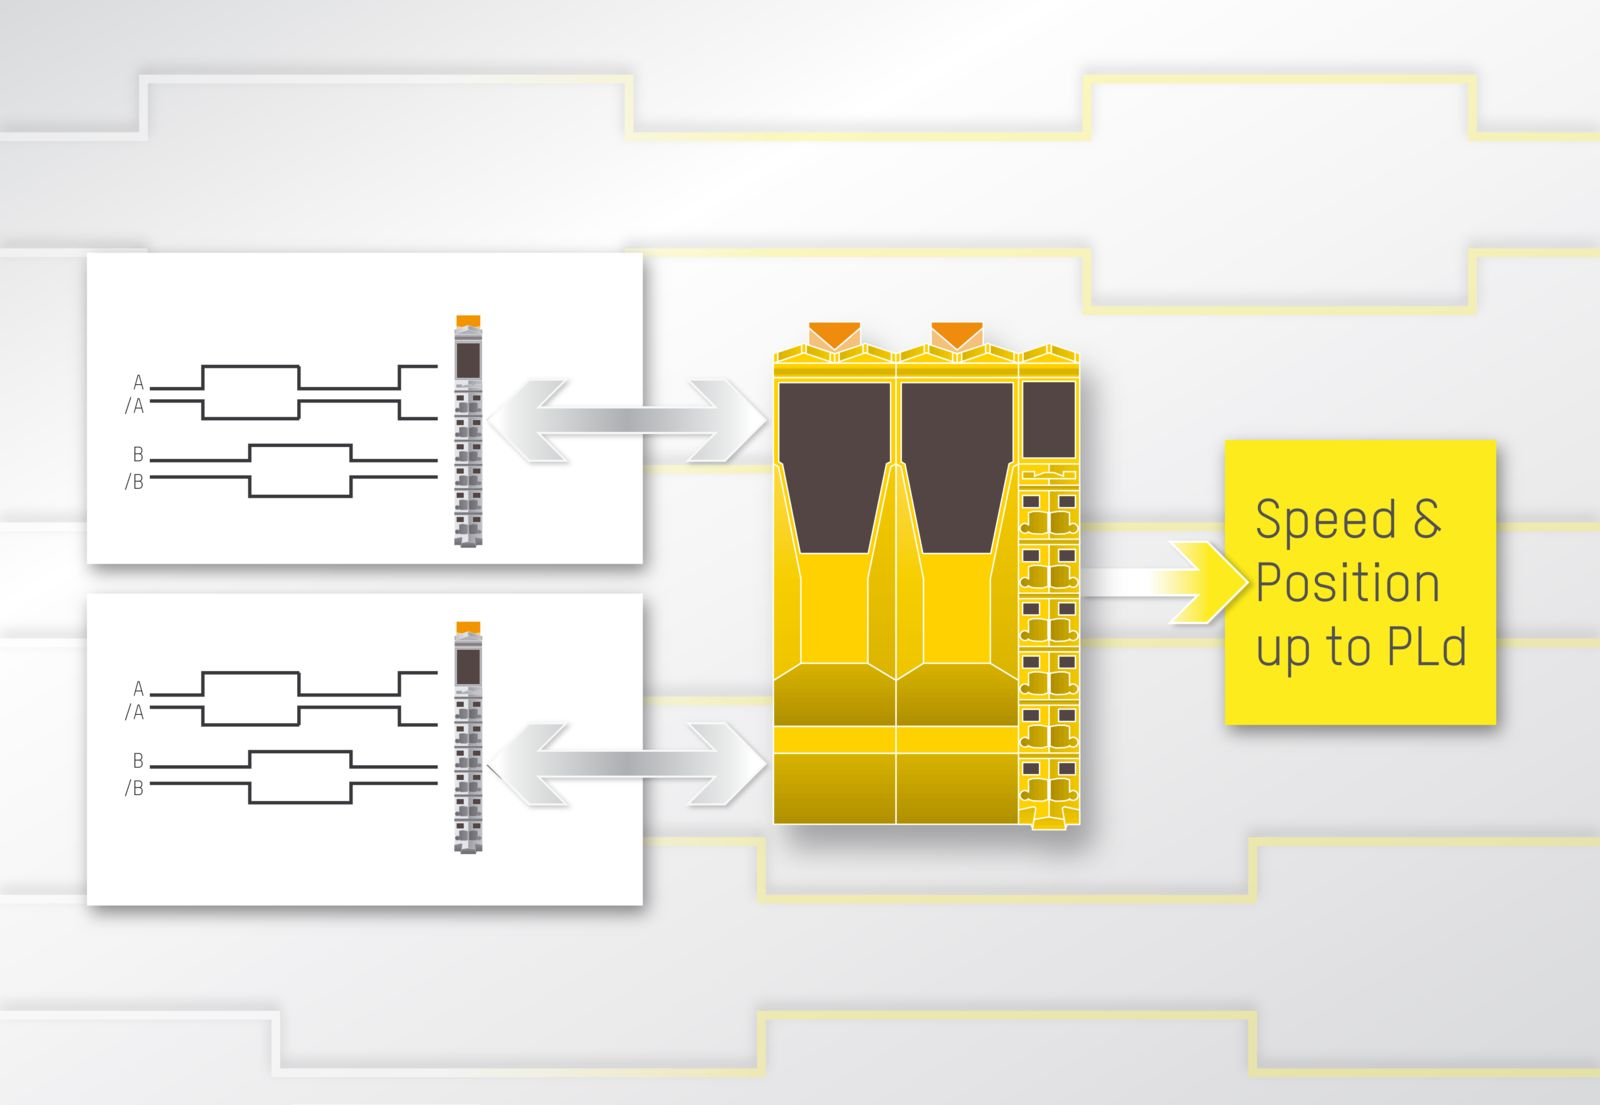 A
/A
B
/B
A
/A
B
/B
Speed &
Position
up to PLd